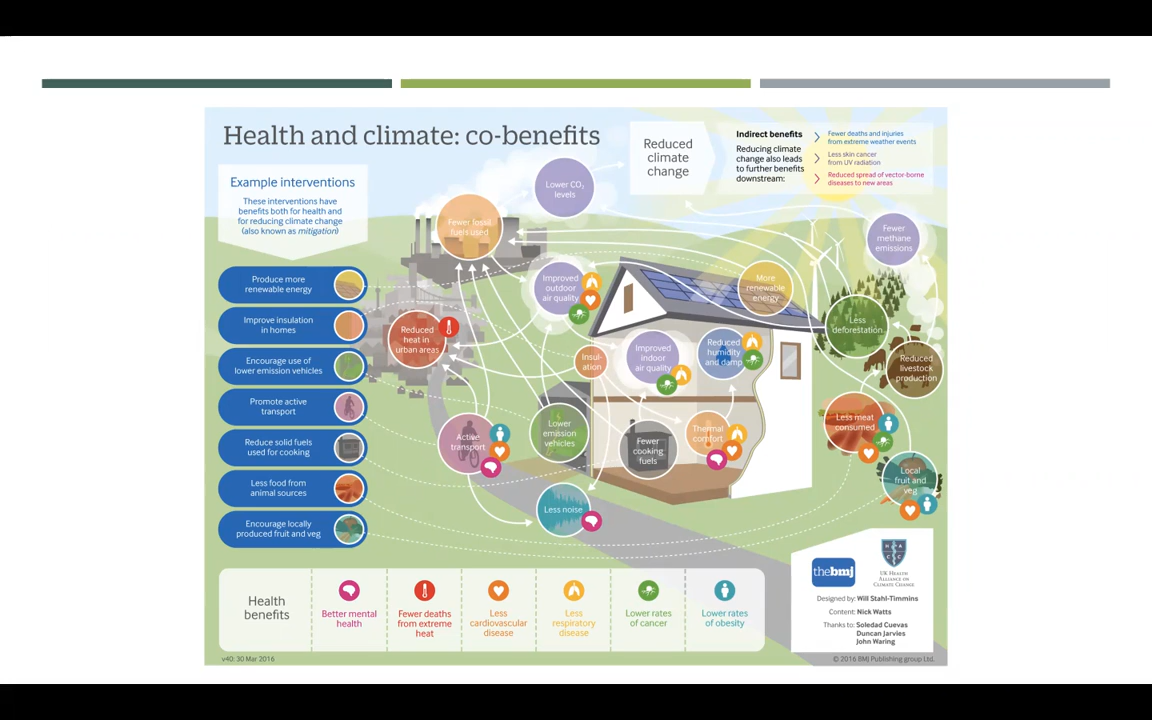 Health and climate: co-benefits
Reduced
climate
change
Indirect benefits
Reducing climate
change also leads
to further benefits
downstream:
Fewer deaths and injuries
from extreme weather events
Less skin cancer
from UV radiation
Reduced spread of vector-borne
diseases to new areas
Example interventions
These interventions have
benefits both for health and
for reducing climate change
(also known as mitigation)
Produce more
renewable energy
Improve insulation
in homes
Encourage use of
lower emission vehicles
Promote active
transport
Reduce solid fuels
used for cooking
Less food from
animal sources
Encourage locally
produced fruit and veg
Lower CO₂
levels
Fewer fossil
fuels used
Fewer
methane
emissions
Improved
outdoor
air quality
More
renewable
energy
Less
deforestation
Reduced
heat in
urban areas
Insul-
ation
Improved
indoor
air quality
Reduced
humidity
and damp
Reduced
livestock
production
Active
transport
Lower
emission
vehicles
Fewer
cooking
fuels
Thermal
comfort
Less meat
consumed
Local
fruit and
veg
Less noise
Health
benefits
Better mental
health
Fewer deaths
from extreme
heat
Less
cardiovascular
disease
Less
respiratory
disease
Lower rates
of cancer
Lower rates
of obesity
thebmj
UK HEALTH
ALLIANCE ON
CLIMATE CHANGE
Designed by: Will Stahl-Timmins
Content: Nick Watts
Thanks to: Soledad Cuevas
Duncan Jarvies
John Waring
v40: 30 Mar 2016
© 2016 BMJ Publishing group Ltd.